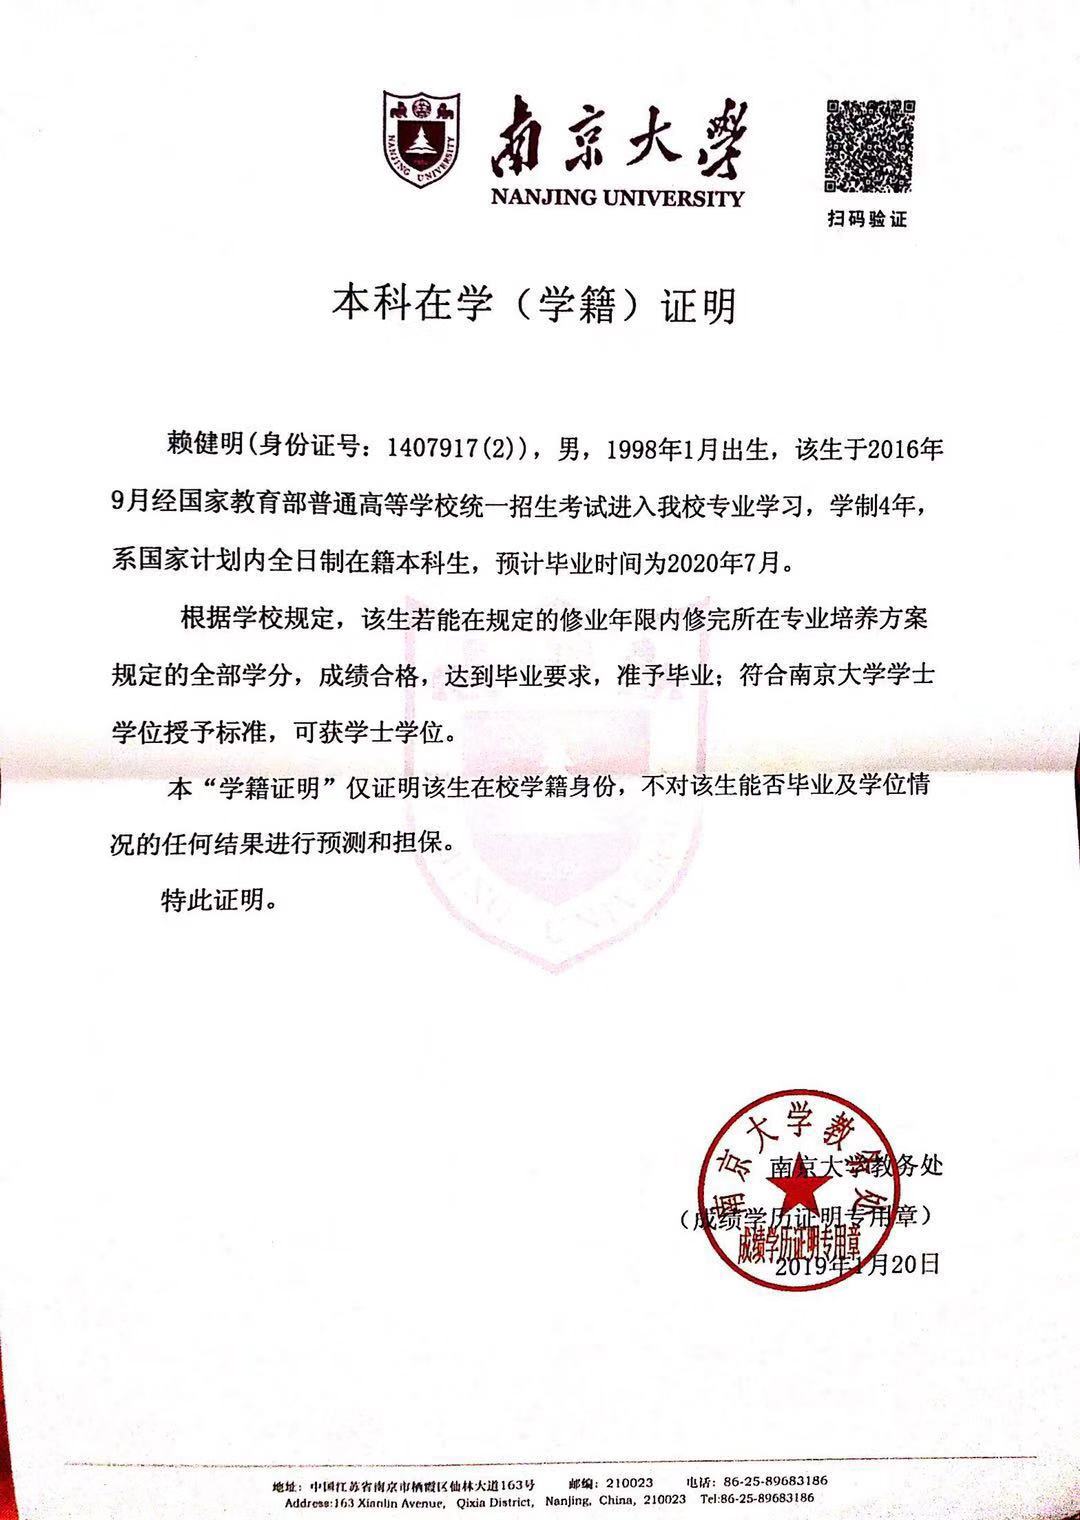 南京大学
NANJING UNIVERSITY
NANJING UNIVERSITY
扫码验证
本科在学（学籍）证明
赖健明(身份证号：1407917(2))，男，1998年1月出生，该生于2016年
9月经国家教育部普通高等学校统一招生考试进入我校专业学习，学制4年，
系国家计划内全日制在籍本科生，预计毕业时间为2020年7月。
根据学校规定，该生若能在规定的修业年限内修完所在专业培养方案
规定的全部学分，成绩合格，达到毕业要求，准予毕业；符合南京大学学士
学位授予标准，可获学士学位。
本“学籍证明”仅证明该生在校学籍身份，不对该生能否毕业及学位情
况的任何结果进行预测和担保。
特此证明。
南京大学教务处
南京大学教务处
（成绩学历证明专用章）
成绩学历证明专用章
2019年1月20日
地址：中国江苏省南京市栖霞区仙林大道163号 邮编：210023 电话：86-25-89683186
Address:163 Xianlin Avenue, Qixia District, Nanjing, China, 210023 Tel:86-25-89683186